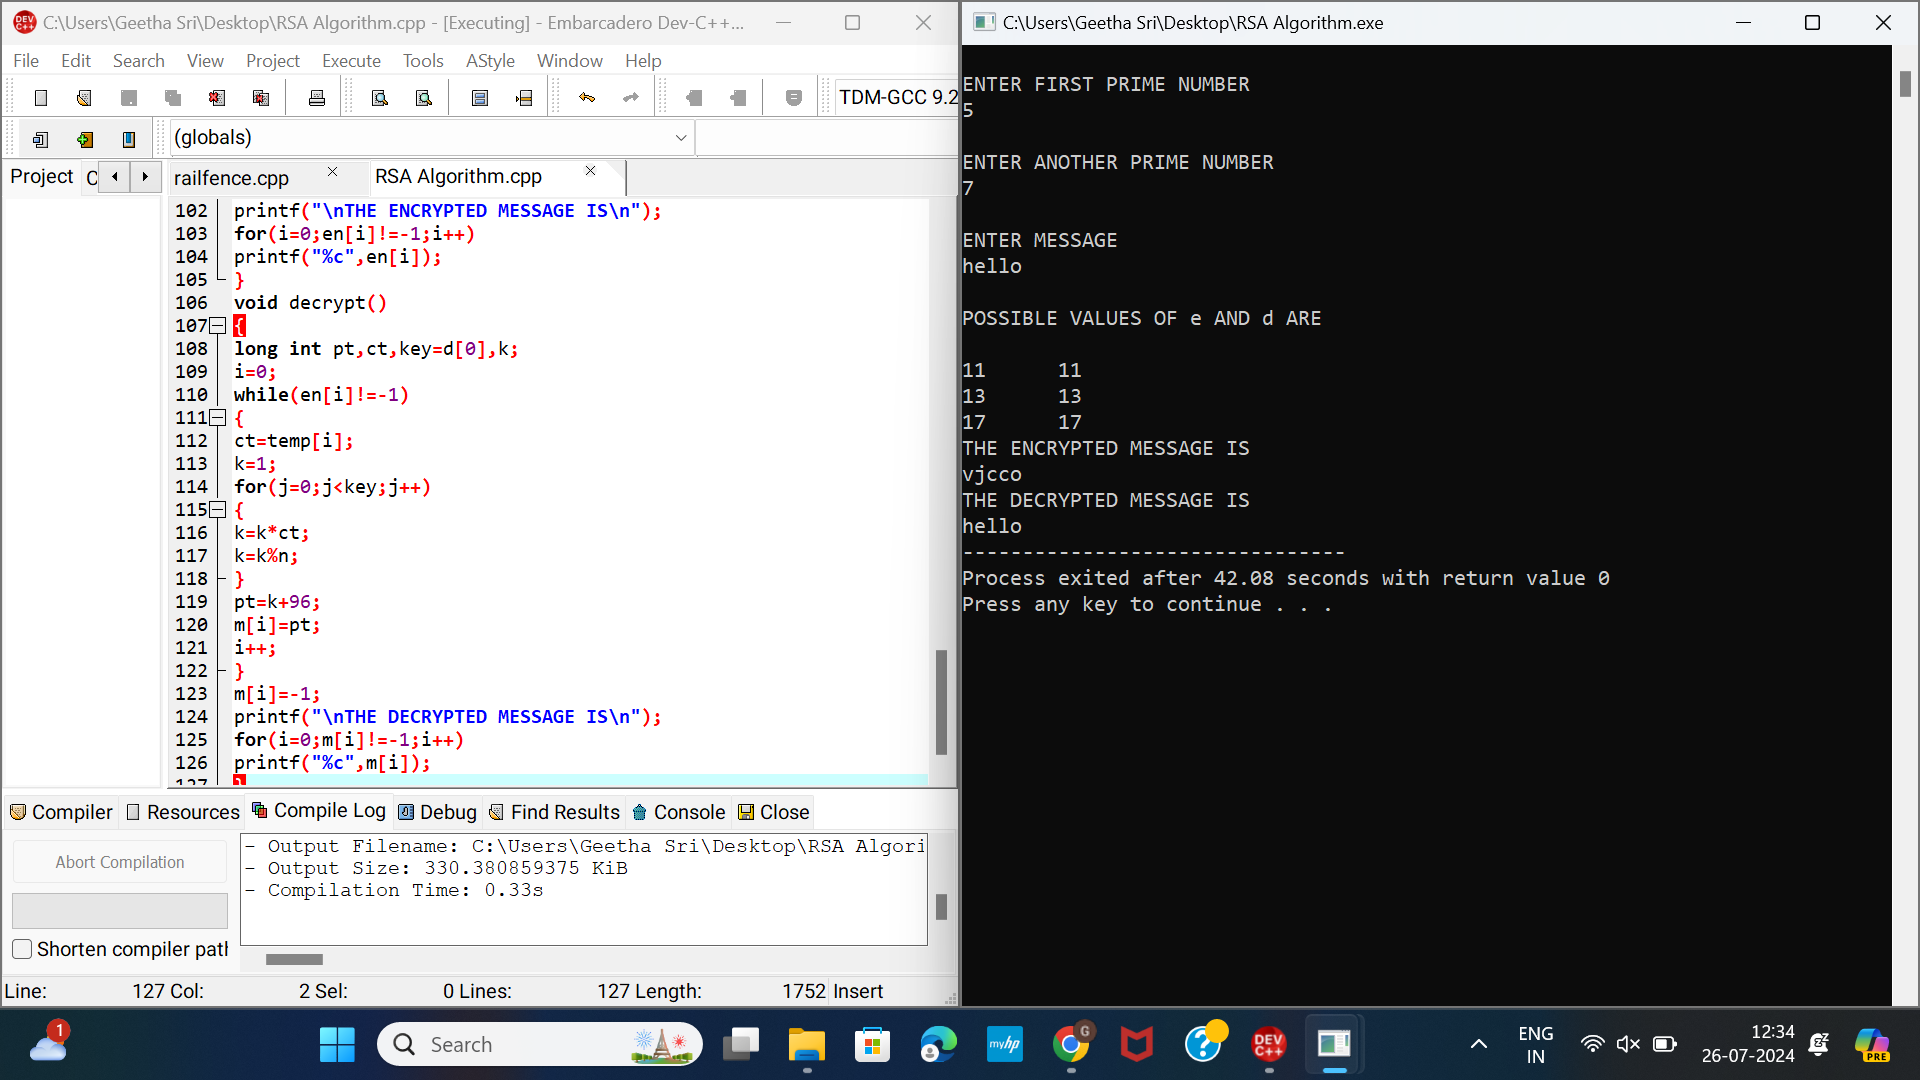 C:\Users\Geetha Sri\Desktop\RSA Algorithm.cpp - [Executing] - Embarcadero Dev-C++...
File Edit Search View Project Execute Tools AStyle Window Help
TDM-GCC 9.2
(globals)
Project C railfence.cpp RSA Algorithm.cpp
102 printf("\nTHE ENCRYPTED MESSAGE IS\n");
103 for(i=0;en[i]!=-1;i++)
104 printf("%c",en[i]);
105 }
106 void decrypt()
107 {
108 long int pt,ct,key=d[0],k;
109 i=0;
110 while(en[i]!=-1)
111 {
112 ct=temp[i];
113 k=1;
114 for(j=0;j<key;j++)
115 {
116 k=k*ct;
117 k=k%n;
118 }
119 pt=k+96;
120 m[i]=pt;
121 i++;
122 }
123 m[i]=-1;
124 printf("\nTHE DECRYPTED MESSAGE IS\n");
125 for(i=0;m[i]!=-1;i++)
126 printf("%c",m[i]);
127 }
Compiler Resources Compile Log Debug Find Results Console Close
Abort Compilation
Shorten compiler path
- Output Filename: C:\Users\Geetha Sri\Desktop\RSA Algori
- Output Size: 330.380859375 KiB
- Compilation Time: 0.33s
Line: 127 Col: 2 Sel: 0 Lines: 127 Length: 1752 Insert
C:\Users\Geetha Sri\Desktop\RSA Algorithm.exe
ENTER FIRST PRIME NUMBER
5
ENTER ANOTHER PRIME NUMBER
7
ENTER MESSAGE
hello
POSSIBLE VALUES OF e AND d ARE
11 11
13 13
17 17
THE ENCRYPTED MESSAGE IS
vjcco
THE DECRYPTED MESSAGE IS
hello
--------------------------------
Process exited after 42.08 seconds with return value 0
Press any key to continue . . .
1
Search
myhp
G
DEV C++
ENG
IN
12:34
26-07-2024
PRE